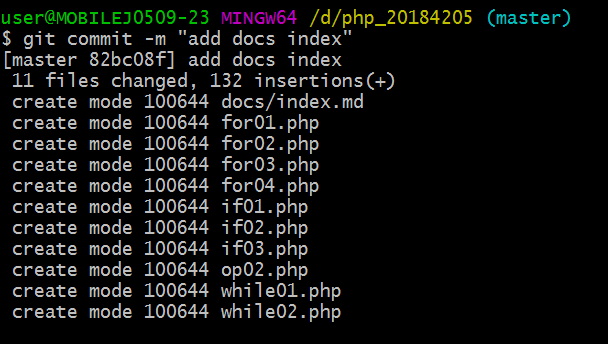 user@MOBILEJ0509-23 MINGW64 /d/php_20184205 (master)
$ git commit -m "add docs index"
[master 82bc08f] add docs index
 11 files changed, 132 insertions(+)
 create mode 100644 docs/index.md
 create mode 100644 for01.php
 create mode 100644 for02.php
 create mode 100644 for03.php
 create mode 100644 for04.php
 create mode 100644 if01.php
 create mode 100644 if02.php
 create mode 100644 if03.php
 create mode 100644 op02.php
 create mode 100644 while01.php
 create mode 100644 while02.php